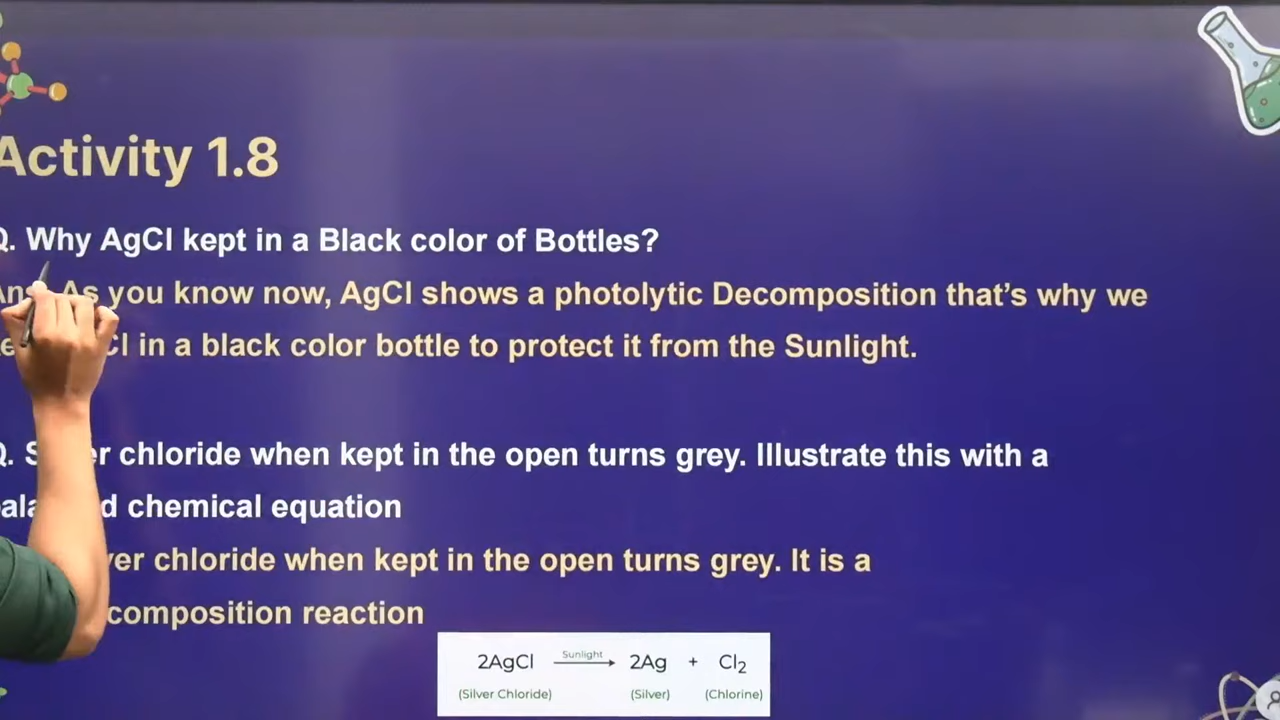 Activity 1.8
Q. Why AgCl kept in a Black color of Bottles?
As you know now, AgCl shows a photolytic Decomposition that's why we
in a black color bottle to protect it from the Sunlight.
Q. chloride when kept in the open turns grey. Illustrate this with a
chemical equation
chloride when kept in the open turns grey. It is a
reaction
2AgCl Sunlight → 2Ag + Cl₂
(Silver Chloride) (Silver) (Chlorine)